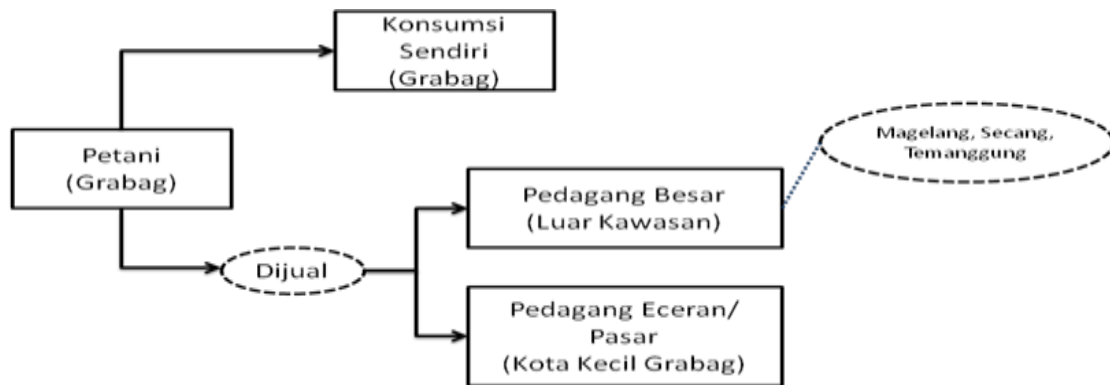 Konsumsi
Sendiri
(Grabag)
Petani
(Grabag)
Magelang, Secang,
Temanggung
Pedagang Besar
(Luar Kawasan)
Dijual
Pedagang Eceran/
Pasar
(Kota Kecil Grabag)